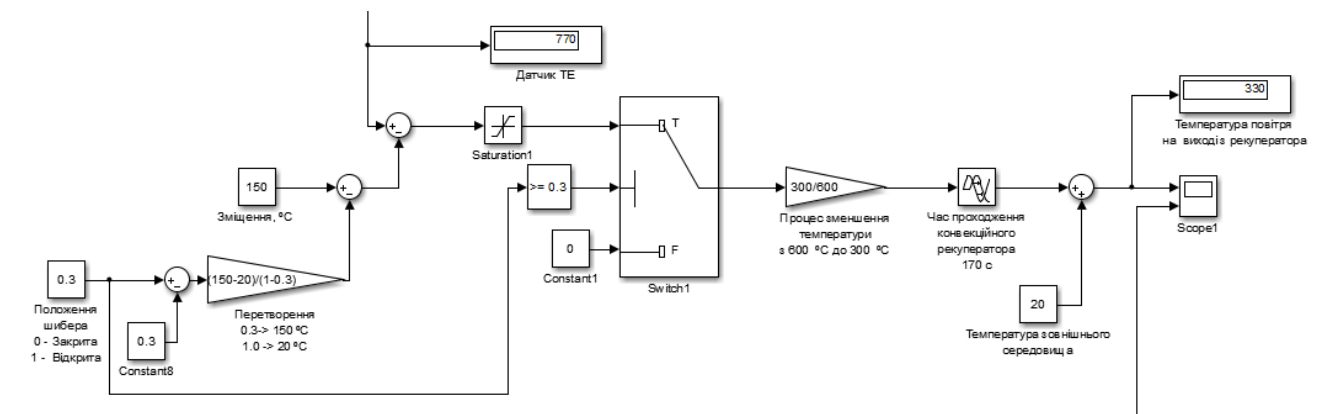 770
Датчик ТЕ
330
Температура повітря
на виході з рекуператора
+
−
Saturation1
T
150
Зміщення, ºС
+
−
>= 0.3
300/600
Процес зменшення
температури
з 600 ºС до 300 ºС
Час проходження
конвекційного
рекуператора
170 с
+
+
Scope1
0
Constant1
F
Switch1
0.3
Положення
шибера
0 - Закрита
1 - Відкрита
+
−
(150-20)/(1-0.3)
Перетворення
0.3-> 150 ºС
1.0 -> 20 ºС
0.3
Constant8
20
Температура зовнішнього
середовища